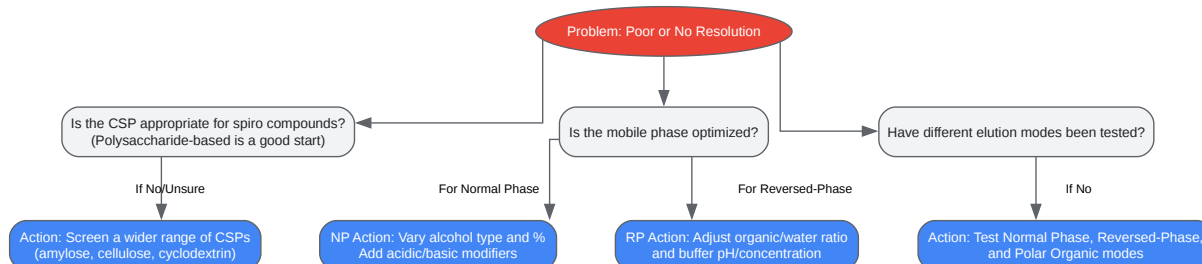 Problem: Poor or No Resolution
Is the CSP appropriate for spiro compounds?
(Polysaccharide-based is a good start)
Is the mobile phase optimized?
Have different elution modes been tested?
If No/Unsure
For Normal Phase
For Reversed-Phase
If No
Action: Screen a wider range of CSPs
(amylose, cellulose, cyclodextrin)
NP Action: Vary alcohol type and %
Add acidic/basic modifiers
RP Action: Adjust organic/water ratio
and buffer pH/concentration
Action: Test Normal Phase, Reversed-Phase,
and Polar Organic modes